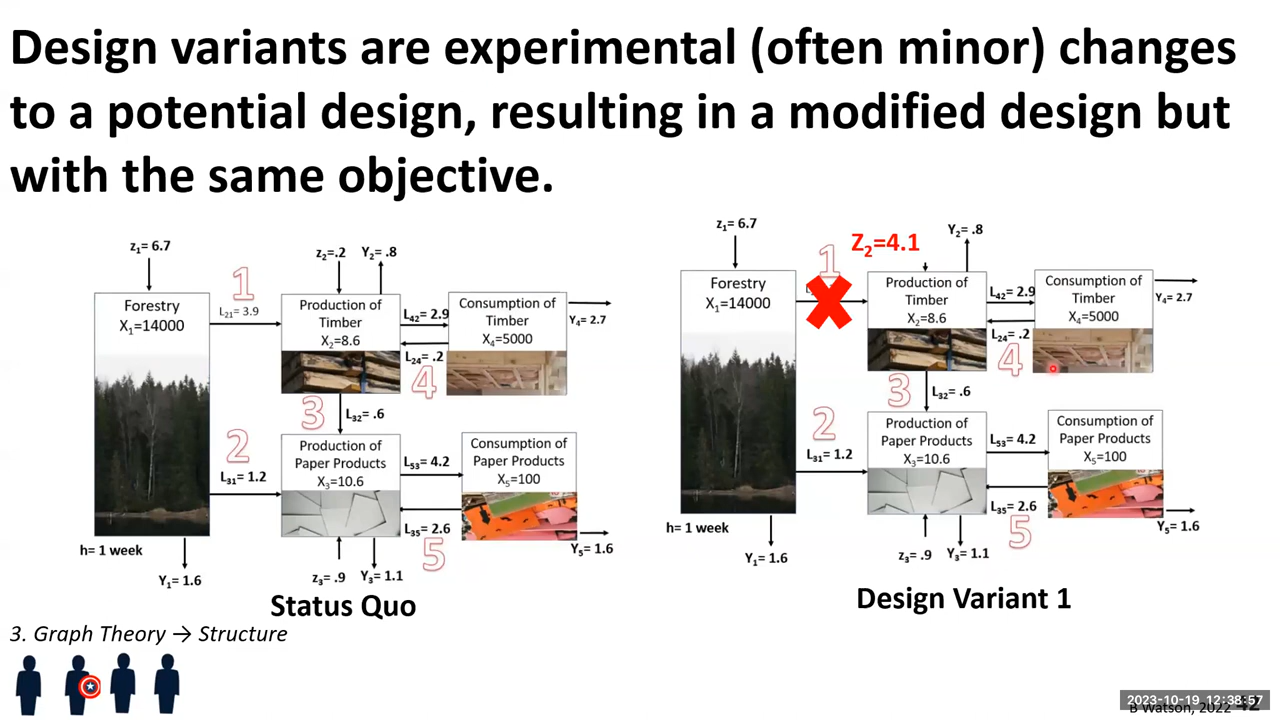 Design variants are experimental (often minor) changes
to a potential design, resulting in a modified design but
with the same objective.
z1= 6.7
z2=.2
Y2= .8
1
Forestry
X1=14000
L21= 3.9
Production of
Timber
X2=8.6
L42= 2.9
Consumption of
Timber
X4=5000
Y4= 2.7
L24= .2
4
3
L32= .6
2
L31= 1.2
Production of
Paper Products
X3=10.6
L53= 4.2
Consumption of
Paper Products
X5=100
L35= 2.6
5
Y5= 1.6
h= 1 week
Y1= 1.6
z3= .9
Y3= 1.1
Status Quo
z1= 6.7
1
Z2=4.1
Y2= .8
Forestry
X1=14000
Production of
Timber
X2=8.6
L42= 2.9
Consumption of
Timber
X4=5000
Y4= 2.7
L24= .2
4
3
L32= .6
2
L31= 1.2
Production of
Paper Products
X3=10.6
L53= 4.2
Consumption of
Paper Products
X5=100
L35= 2.6
5
Y5= 1.6
h= 1 week
Y1= 1.6
z3= .9
Y3= 1.1
Design Variant 1
3. Graph Theory → Structure
2023-10-19 12:38:57
B Watson, 2022 42